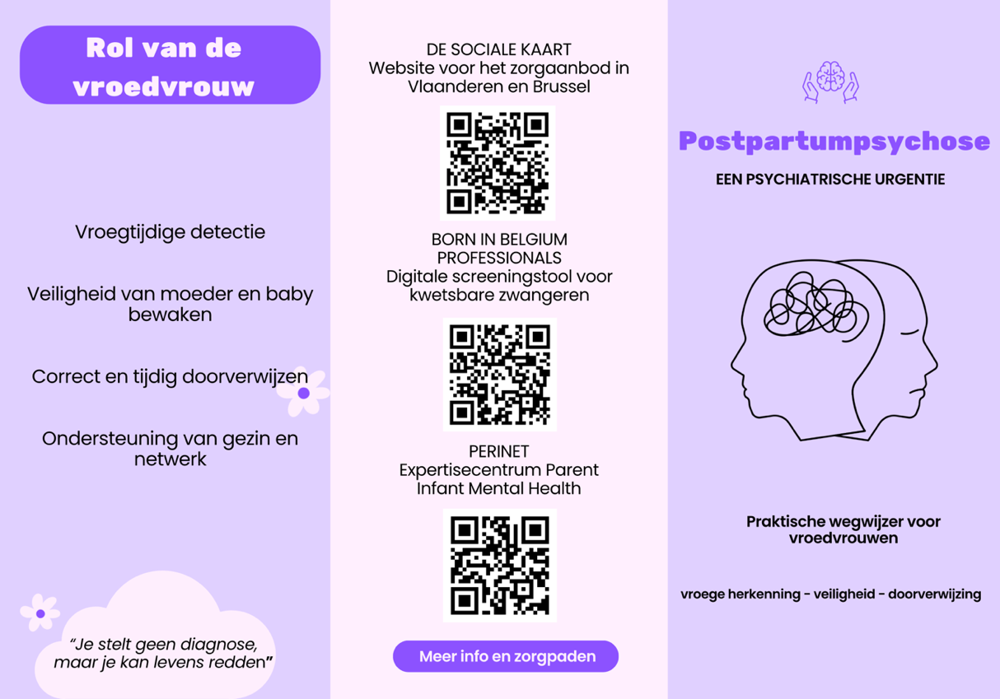 Rol van de
vroedvrouw
Vroegtijdige detectie
Veiligheid van moeder en baby
bewaken
Correct en tijdig doorverwijzen
Ondersteuning van gezin en
netwerk
“Je stelt geen diagnose,
maar je kan levens redden”
DE SOCIALE KAART
Website voor het zorgaanbod in
Vlaanderen en Brussel
BORN IN BELGIUM
PROFESSIONALS
Digitale screeningstool voor
kwetsbare zwangeren
PERINET
Expertisecentrum Parent
Infant Mental Health
Meer info en zorgpaden
Postpartumpsychose
EEN PSYCHIATRISCHE URGENTIE
Praktische wegwijzer voor
vroedvrouwen
vroege herkenning - veiligheid - doorverwijzing